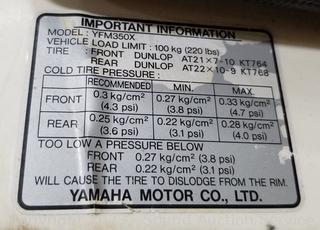 IMPORTANT INFORMATION
MODEL: YFM350X
VEHICLE LOAD LIMIT: 100 kg (220 lbs)
TIRE : FRONT DUNLOP AT21×7-10 KT764
REAR DUNLOP AT22×10-9 KT768
COLD TIRE PRESSURE :
RECOMMENDED MIN. MAX.
FRONT 0.3 kg/cm² (4.3 psi) 0.27 kg/cm² (3.8 psi) 0.33 kg/cm² (4.7 psi)
REAR 0.25 kg/cm² (3.6 psi) 0.22 kg/cm² (3.1 psi) 0.28 kg/cm² (4.0 psi)
TOO LOW A PRESSURE BELOW
FRONT 0.27 kg/cm² (3.8 psi)
REAR 0.22 kg/cm² (3.1 psi)
WILL CAUSE THE TIRE TO DISLODGE FROM THE RIM.
YAMAHA MOTOR CO., LTD.